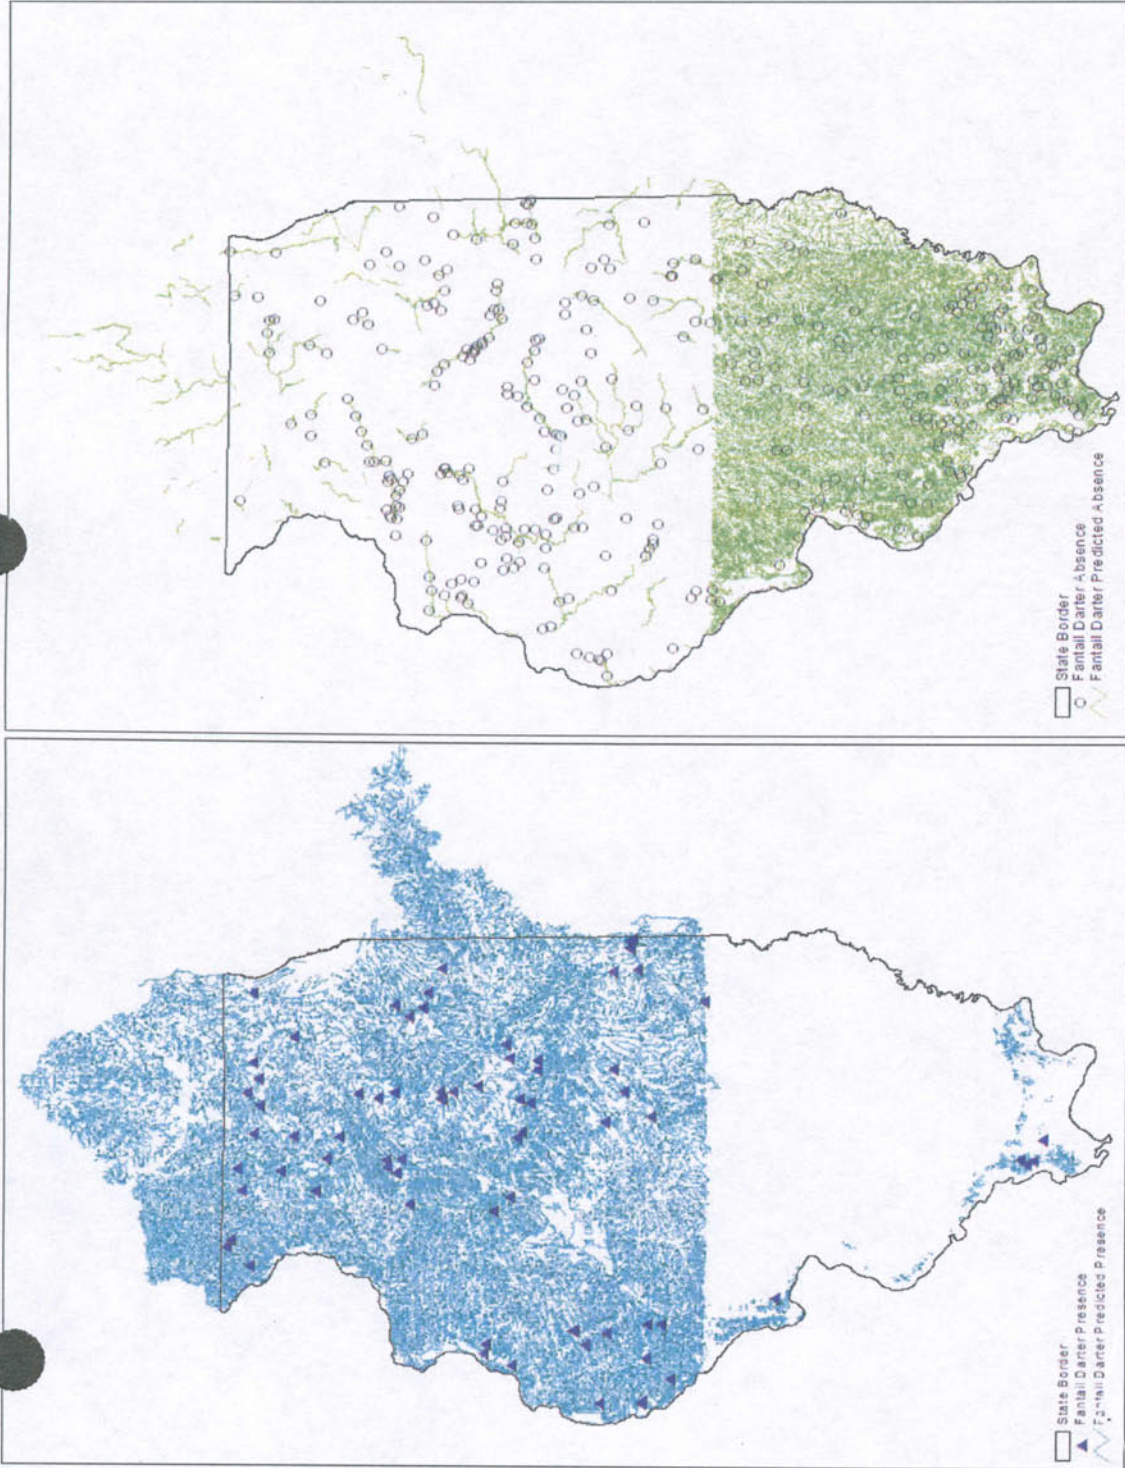 State Border
Fantail Darter Absence
Fantail Darter Predicted Absence
State Border
Fantail Darter Presence
Fantail Darter Predicted Presence